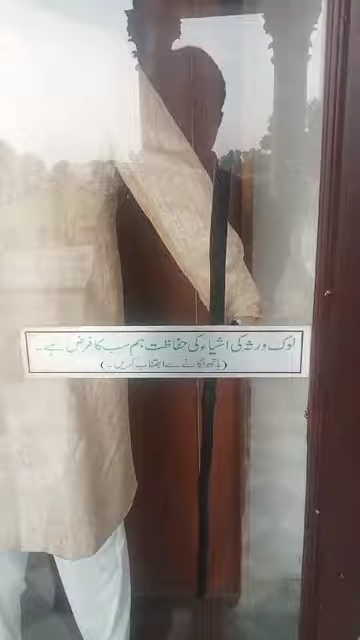 لوک ورثہ کی اشیاء کی حفاظت ہم سب کا فرض ہے۔
(ہاتھ لگانے سے اجتناب کریں۔)